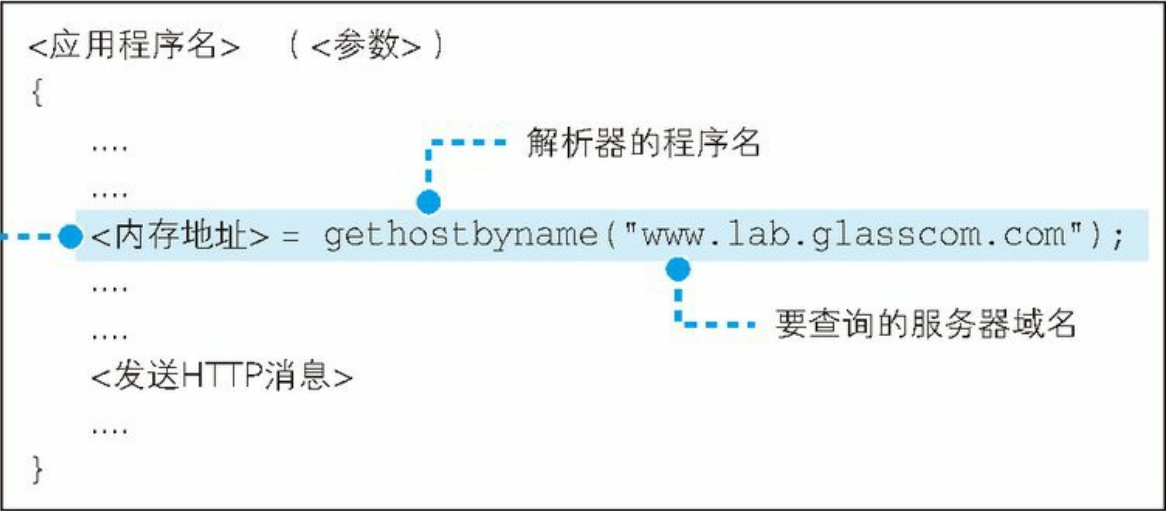 <应用程序名> (<参数>)
{
....
解析器的程序名
....
<内存地址> = gethostbyname("www.lab.glasscom.com");
....
要查询的服务器域名
....
<发送HTTP消息>
....
}